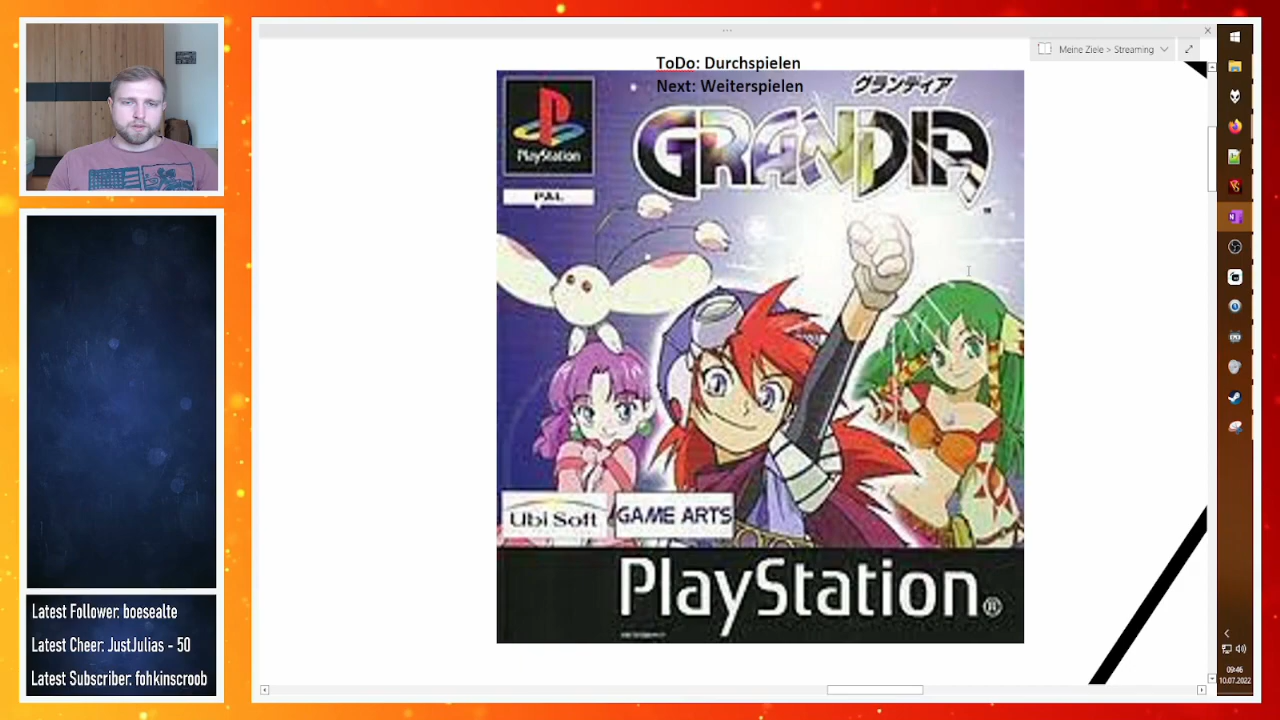 Meine Ziele > Streaming
ToDo: Durchspielen
Next: Weiterspielen
グランディア
GRANDIA
PlayStation
PAL
Ubi Soft
GAME ARTS
PlayStation®
Latest Follower: boesealte
Latest Cheer: JustJulias - 50
Latest Subscriber: fohkinscroob
09:46
10.07.2022